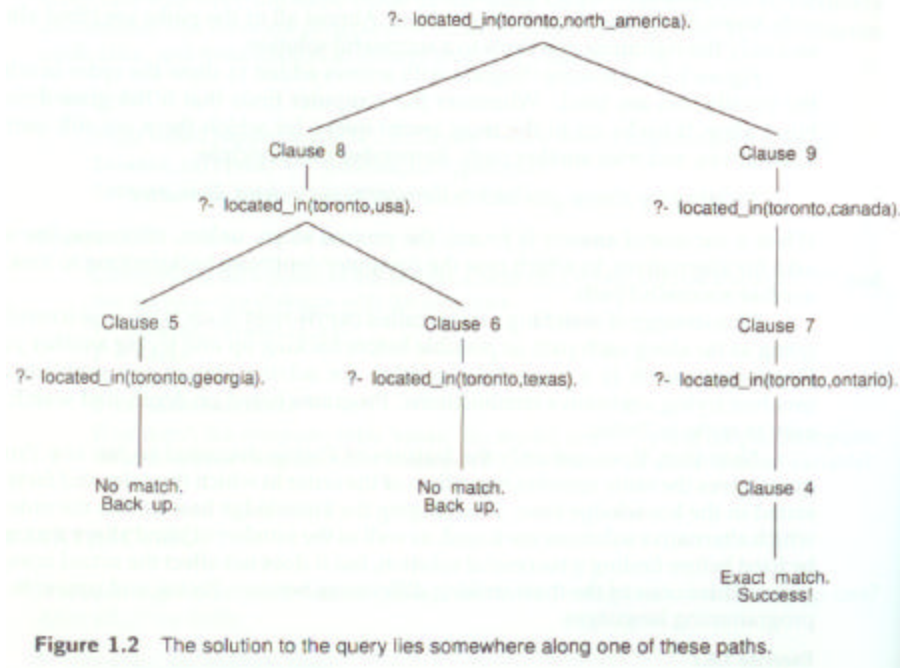 ?- located_in(toronto,north_america).
Clause 8
Clause 9
?- located_in(toronto,usa).
?- located_in(toronto,canada).
Clause 5
Clause 6
Clause 7
?- located_in(toronto,georgia).
?- located_in(toronto,texas).
?- located_in(toronto,ontario).
No match.
Back up.
No match.
Back up.
Clause 4
Exact match.
Success!
Figure 1.2 The solution to the query lies somewhere along one of these paths.